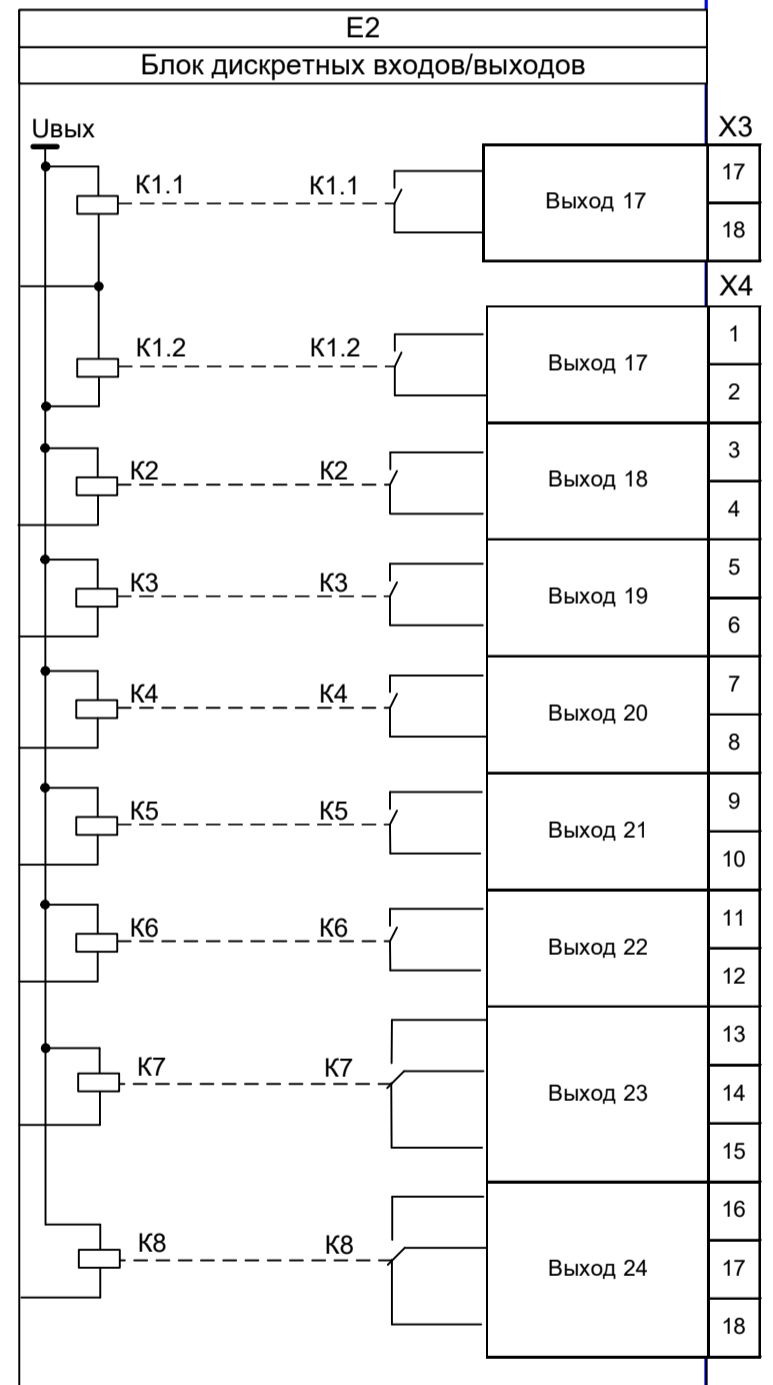 E2
Блок дискретных входов/выходов
Uвых
X3
K1.1
K1.1
Выход 17
17
18
X4
K1.2
K1.2
Выход 17
1
2
K2
K2
Выход 18
3
4
K3
K3
Выход 19
5
6
K4
K4
Выход 20
7
8
K5
K5
Выход 21
9
10
K6
K6
Выход 22
11
12
K7
K7
Выход 23
13
14
15
K8
K8
Выход 24
16
17
18